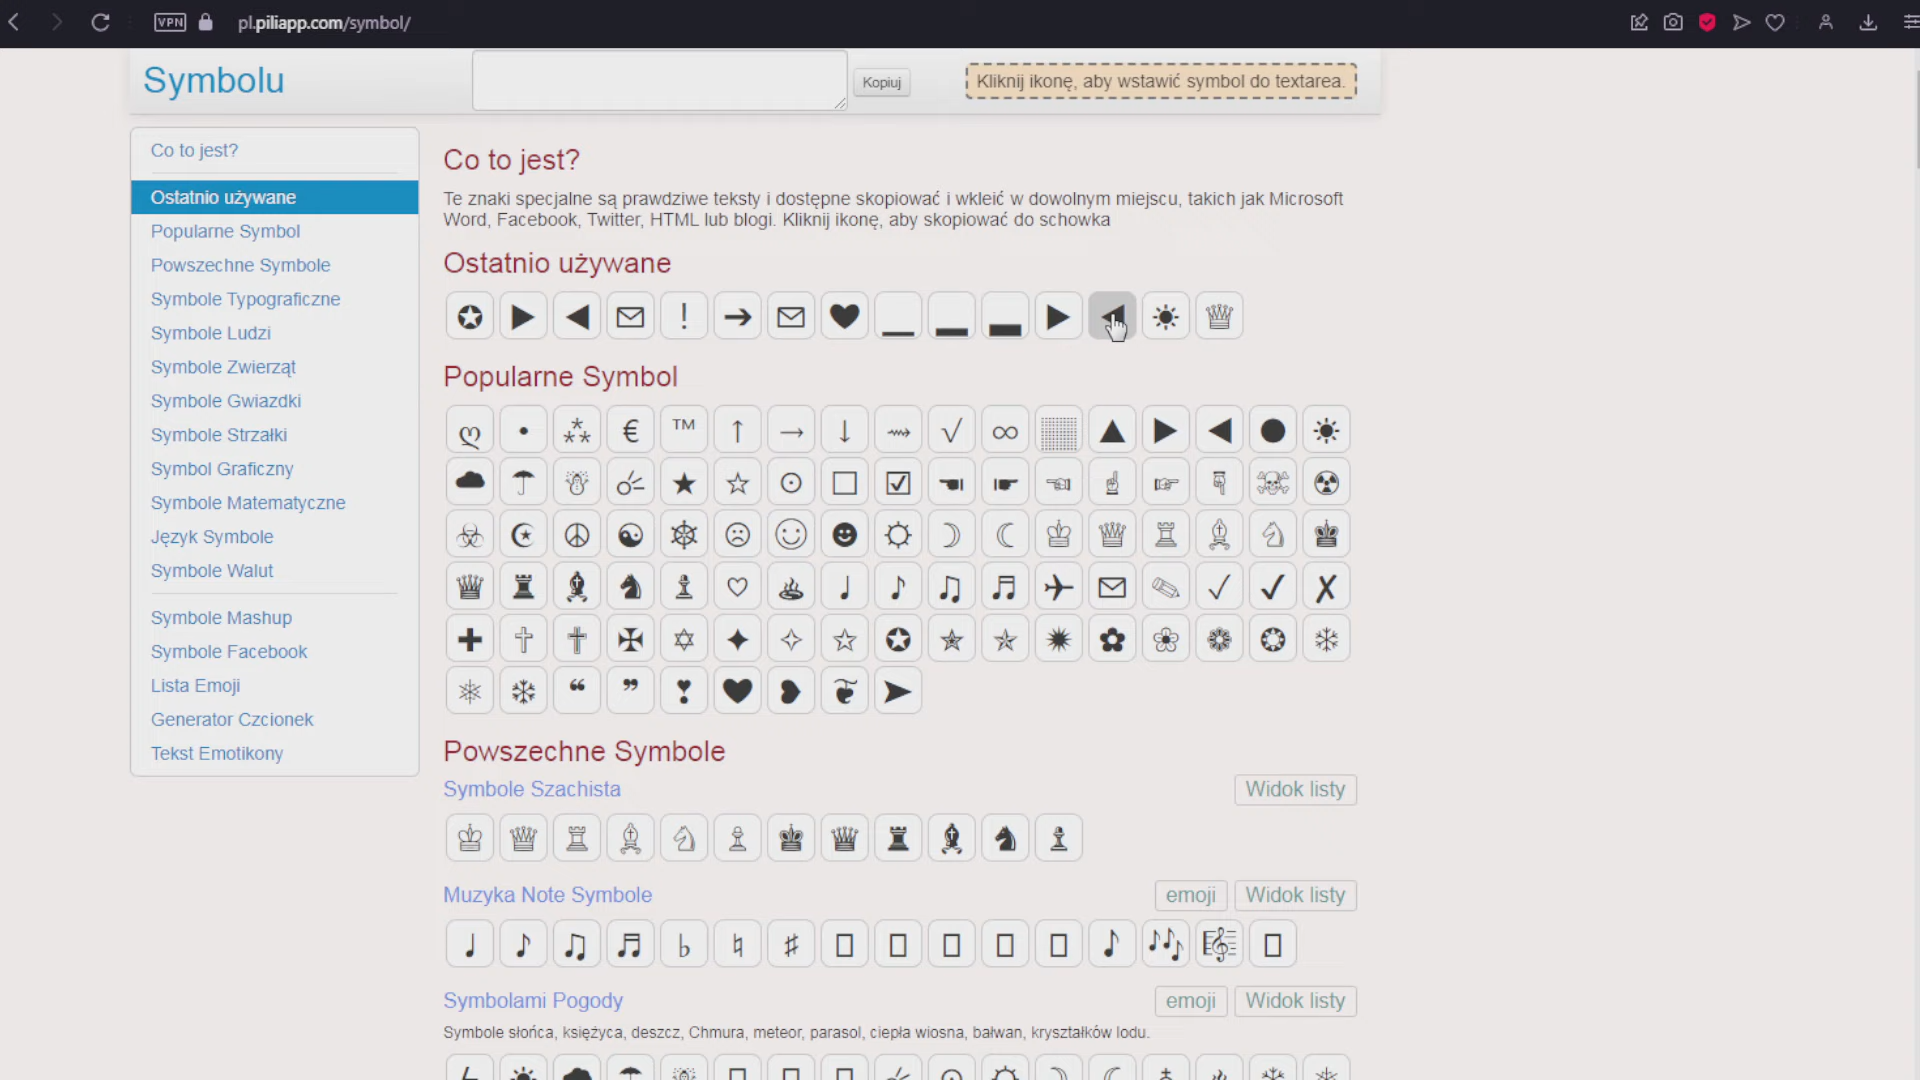 VPN pl.piliapp.com/symbol/
Symbolu
Kopiuj
Kliknij ikonę, aby wstawić symbol do textarea.
Co to jest?
Ostatnio używane
Popularne Symbol
Powszechne Symbole
Symbole Typograficzne
Symbole Ludzi
Symbole Zwierząt
Symbole Gwiazdki
Symbole Strzałki
Symbol Graficzny
Symbole Matematyczne
Język Symbole
Symbole Walut
Symbole Mashup
Symbole Facebook
Lista Emoji
Generator Czcionek
Tekst Emotikony
Co to jest?
Te znaki specjalne są prawdziwe teksty i dostępne skopiować i wkleić w dowolnym miejscu, takich jak Microsoft
Word, Facebook, Twitter, HTML lub blogi. Kliknij ikonę, aby skopiować do schowka
Ostatnio używane
✪ ▶ ◀ ✉ ! ➔ ✉ ❤ ▁ ▂ ▃ ▶ ◀ ☀ ♕
Popularne Symbol
ღ • ⁂ € ™ ↑ → ↓ ⇝ √ ∞ ░ ▲ ▶ ◀ ● ☀
☁ ☂ ☃ ☄ ★ ☆ ☉ ☐ ☑ ☚ ☛ ☜ ☝ ☞ ☟ ☠ ☢
☣ ☪ ☮ ☯ ☸ ☹ ☺ ☻ ☼ ☽ ☾ ♔ ♕ ♖ ♗ ♘ ♚
♛ ♜ ♝ ♞ ♟ ♡ ♨ ♩ ♪ ♫ ♬ ✈ ✉ ✎ ✓ ✔ ✗
✚ ✝ ✞ ✠ ✡ ✦ ✧ ✩ ✪ ✯ ✮ ✹ ✿ ❀ ❁ ❂ ❄
❅ ❆ ❝ ❞ ❣ ❤ ❥ ❦ ➤
Powszechne Symbole
Symbole Szachista
Widok listy
♔ ♕ ♖ ♗ ♘ ♙ ♚ ♛ ♜ ♝ ♞ ♟
Muzyka Note Symbole
emoji Widok listy
♩ ♪ ♫ ♬ ♭ ♮ ♯ 🎵 🎶 🎼
Symbolami Pogody
emoji Widok listy
Symbole słońca, księżyca, deszcz, Chmura, meteor, parasol, ciepła wiosna, bałwan, kryształków lodu.